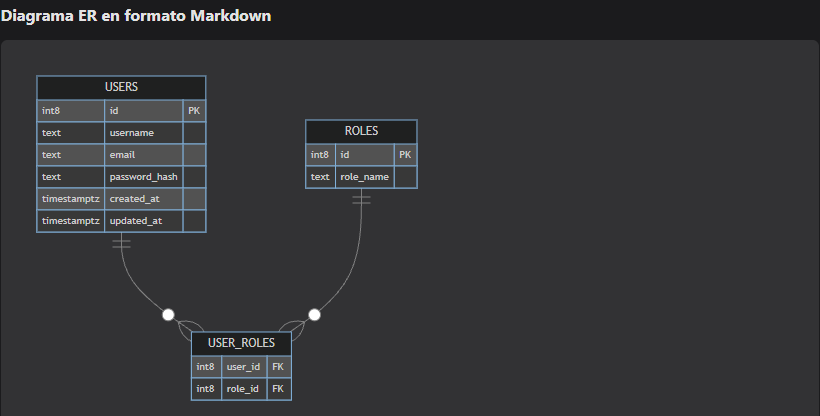 Diagrama ER en formato Markdown
USERS
int8 id PK
text username
text email
text password_hash
timestamptz created_at
timestamptz updated_at
ROLES
int8 id PK
text role_name
USER_ROLES
int8 user_id FK
int8 role_id FK